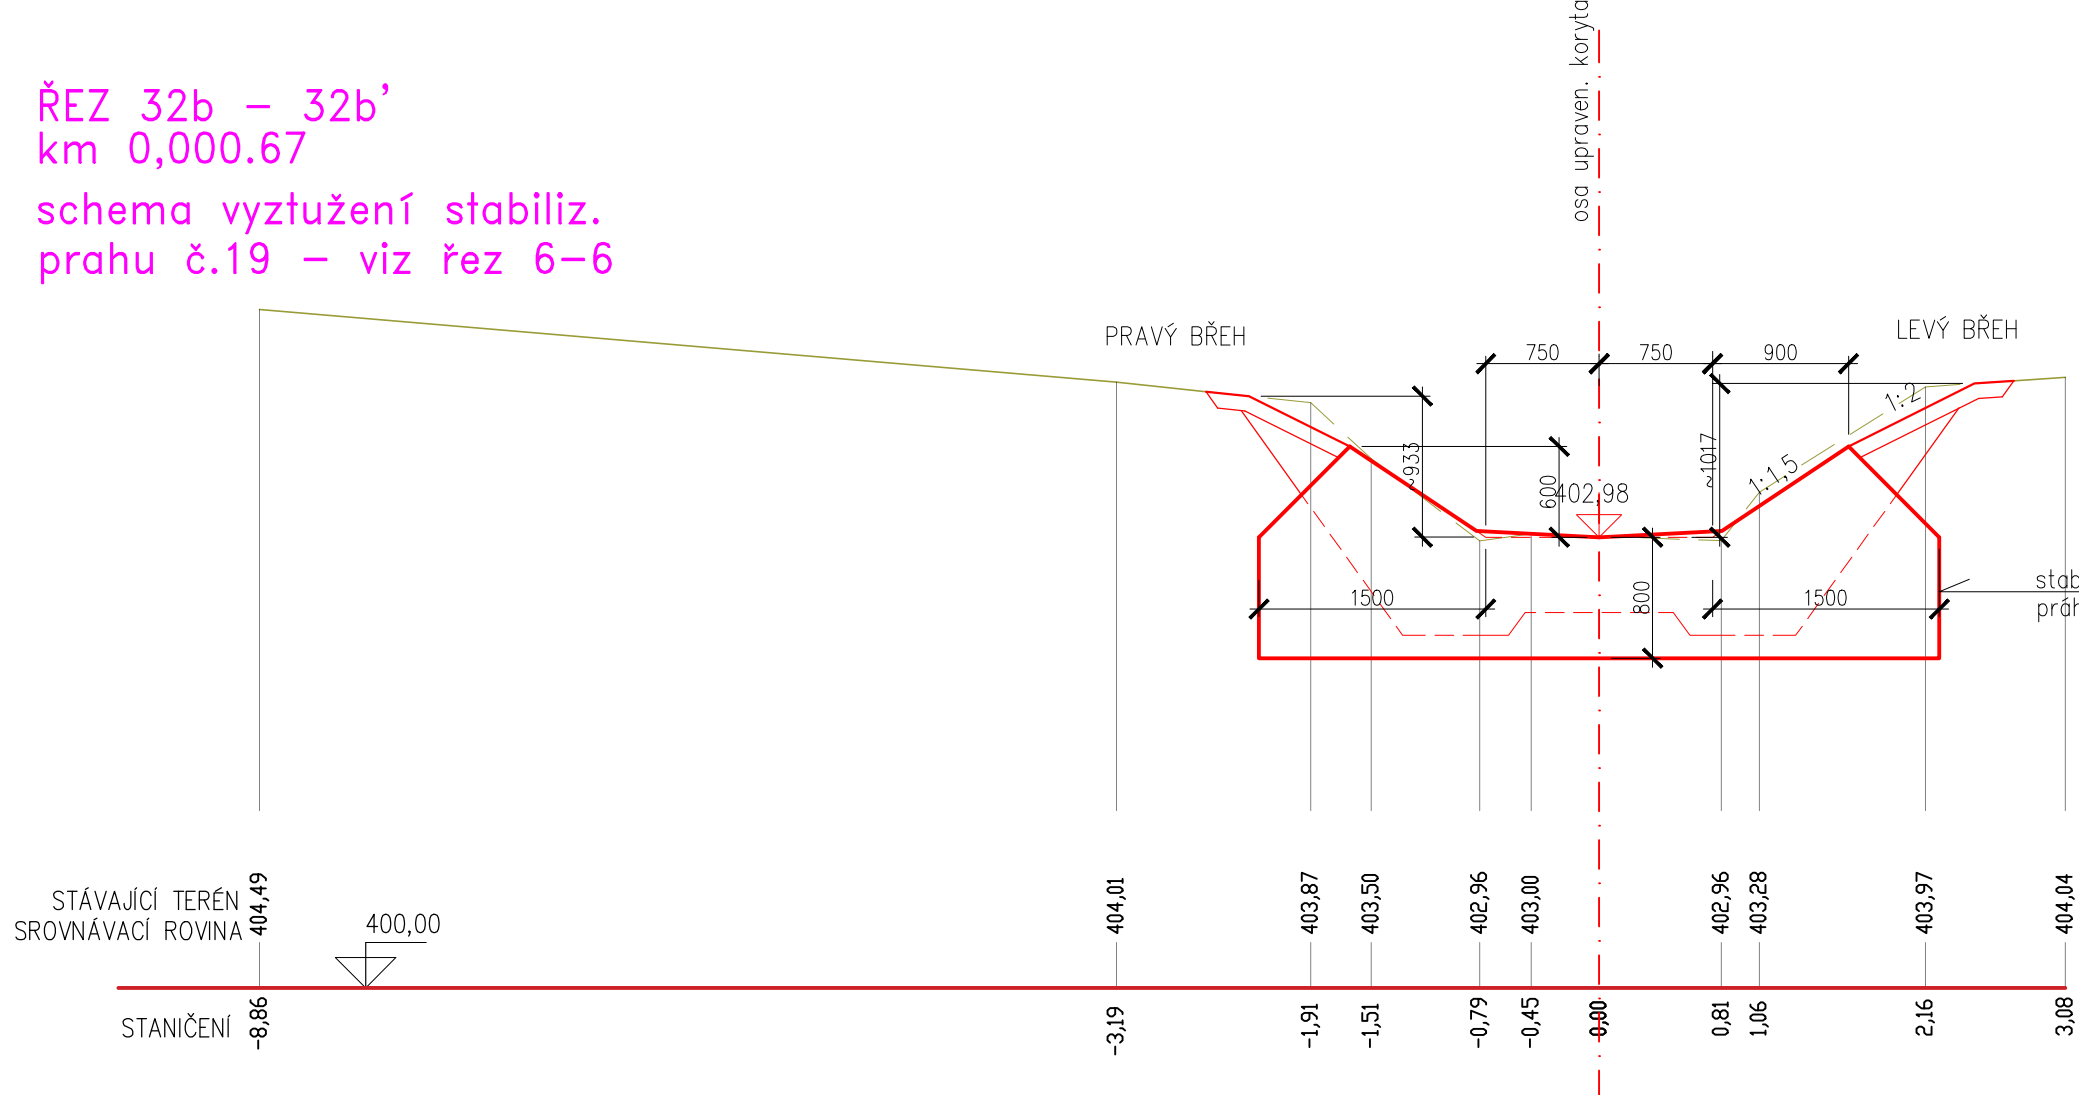 ŘEZ 32b – 32b'
km 0,000.67
schema vyztužení stabiliz.
prahu č.19 – viz řez 6–6
osa upraven. koryta
PRAVÝ BŘEH
LEVÝ BŘEH
750
750
900
1:2
~933
~1017
600
402,98
1:1,5
1500
800
1500
stab
práh
STÁVAJÍCÍ TERÉN
SROVNÁVACÍ ROVINA
400,00
404,49
404,01
403,87
403,50
402,96
403,00
402,96
403,28
403,97
404,04
STANIČENÍ
-8,86
-3,19
-1,91
-1,51
-0,79
-0,45
0,00
0,81
1,06
2,16
3,08